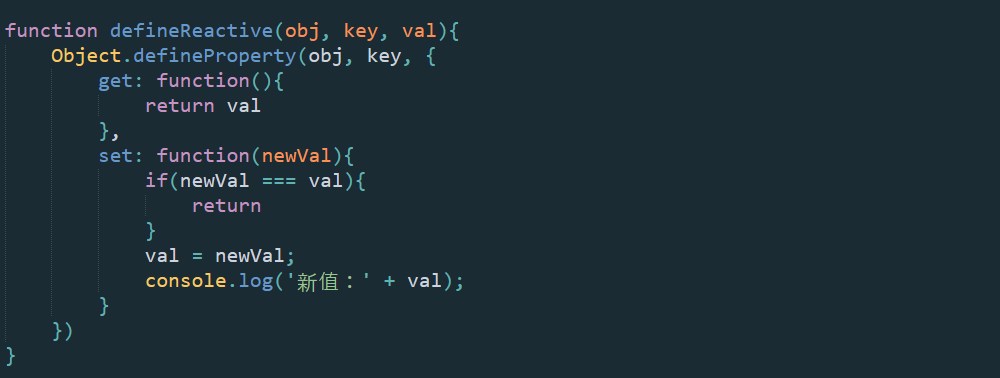 function defineReactive(obj, key, val){
    Object.defineProperty(obj, key, {
        get: function(){
            return val
        },
        set: function(newVal){
            if(newVal === val){
                return
            }
            val = newVal;
            console.log('新值：' + val);
        }
    })
}